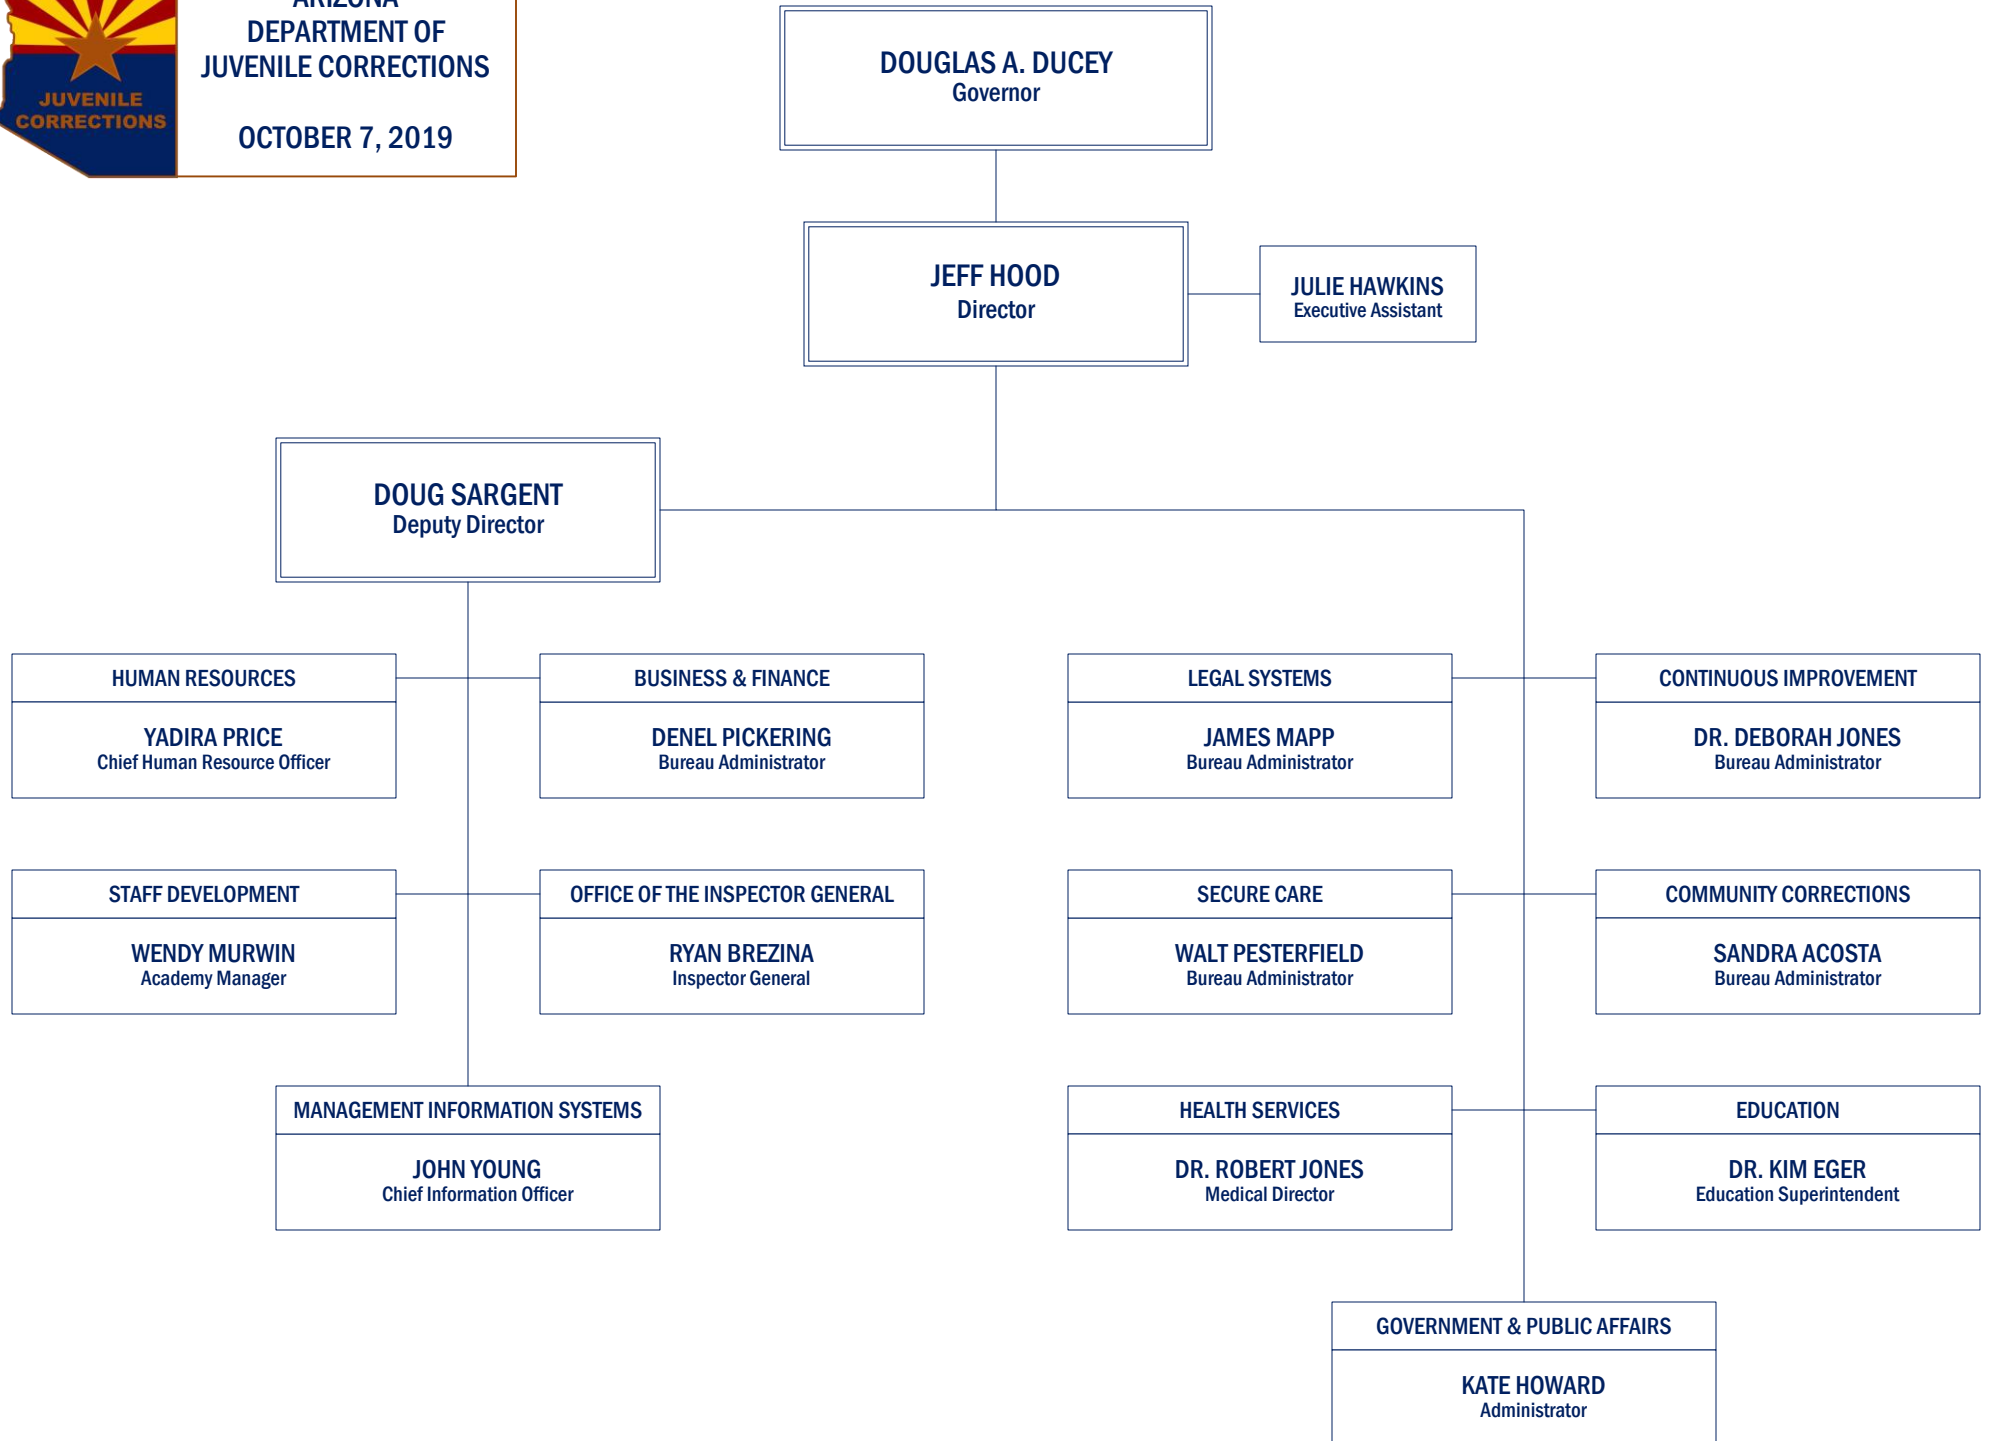 ARIZONA
DEPARTMENT OF
JUVENILE CORRECTIONS
OCTOBER 7, 2019
JUVENILE
CORRECTIONS
DOUGLAS A. DUCEY
Governor
JEFF HOOD
Director
JULIE HAWKINS
Executive Assistant
DOUG SARGENT
Deputy Director
HUMAN RESOURCES
YADIRA PRICE
Chief Human Resource Officer
BUSINESS & FINANCE
DENEL PICKERING
Bureau Administrator
LEGAL SYSTEMS
JAMES MAPP
Bureau Administrator
CONTINUOUS IMPROVEMENT
DR. DEBORAH JONES
Bureau Administrator
STAFF DEVELOPMENT
WENDY MURWIN
Academy Manager
OFFICE OF THE INSPECTOR GENERAL
RYAN BREZINA
Inspector General
SECURE CARE
WALT PESTERFIELD
Bureau Administrator
COMMUNITY CORRECTIONS
SANDRA ACOSTA
Bureau Administrator
MANAGEMENT INFORMATION SYSTEMS
JOHN YOUNG
Chief Information Officer
HEALTH SERVICES
DR. ROBERT JONES
Medical Director
EDUCATION
DR. KIM EGER
Education Superintendent
GOVERNMENT & PUBLIC AFFAIRS
KATE HOWARD
Administrator